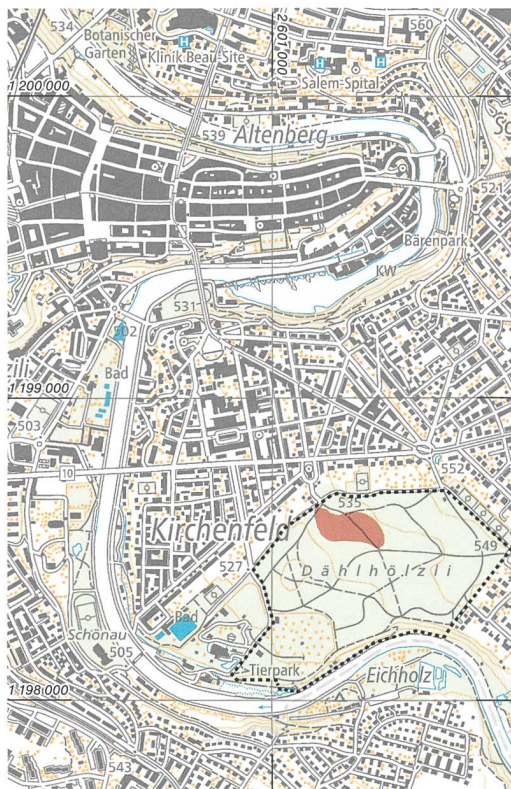 534
Botanischer
Garten
Klinik Beau-Site
H
2 601 000
560
H
H
Salem-Spital
1 200 000
539
Altenberg
521
Bärenpark
KW
531
502
Bad
1 199 000
503
10
552
535
Kirchenfeld
549
527
Dählhölzli
Bad
Schönau
505
Tierpark
Eichholz
1 198 000
543